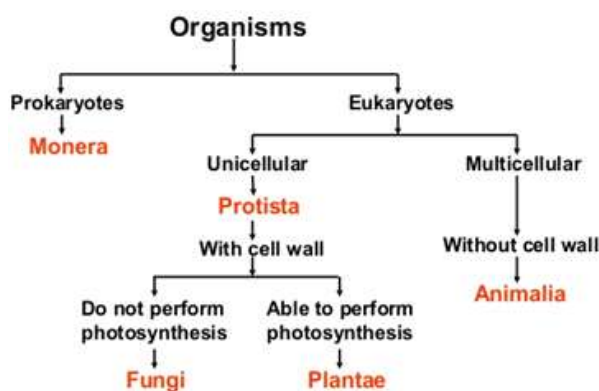 Organisms
Prokaryotes
Eukaryotes
Monera
Unicellular
Multicellular
Protista
With cell wall
Without cell wall
Do not perform
photosynthesis
Able to perform
photosynthesis
Animalia
Fungi
Plantae